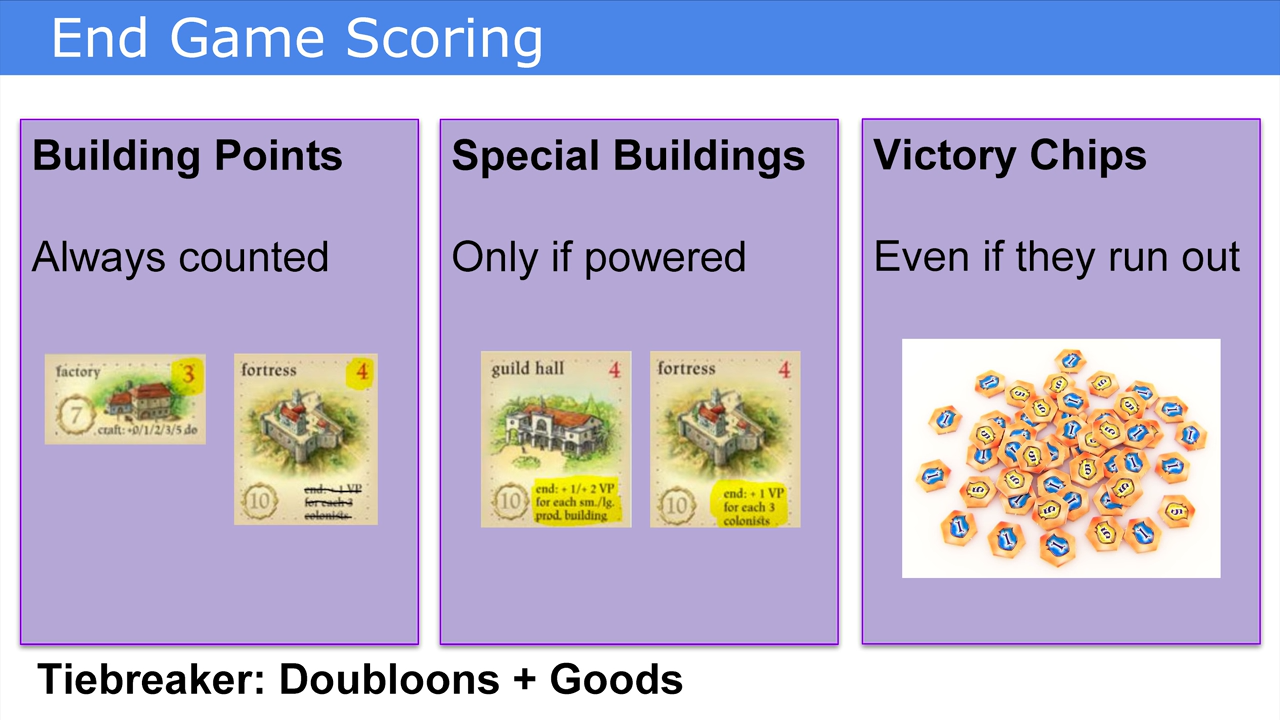 End Game Scoring
Building Points
Always counted
factory 3
7
craft: +0/1/2/3/5 do
fortress 4
10
end: + 1 VP
for each 3
colonists
Special Buildings
Only if powered
guild hall 4
10
end: + 1/+ 2 VP
for each sm./lg.
prod. building
fortress 4
10
end: + 1 VP
for each 3
colonists
Victory Chips
Even if they run out
Tiebreaker: Doubloons + Goods